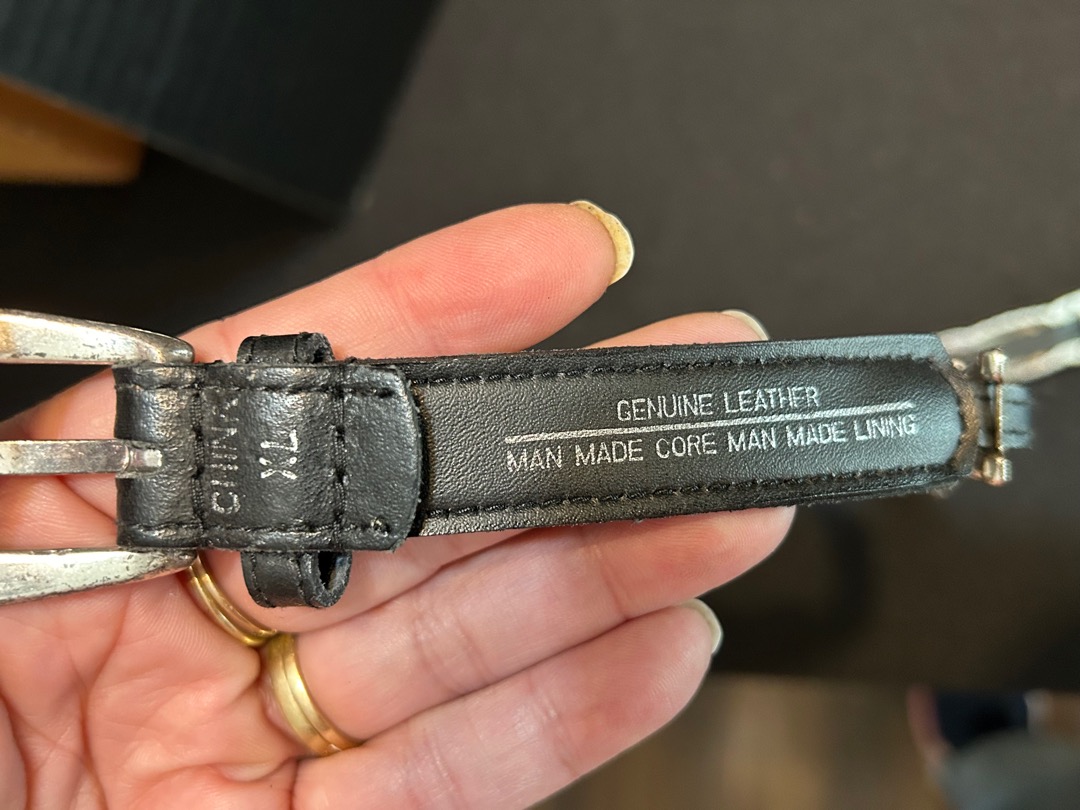 GENUINE LEATHER
MAN MADE CORE MAN MADE LINING
CHINA
XL